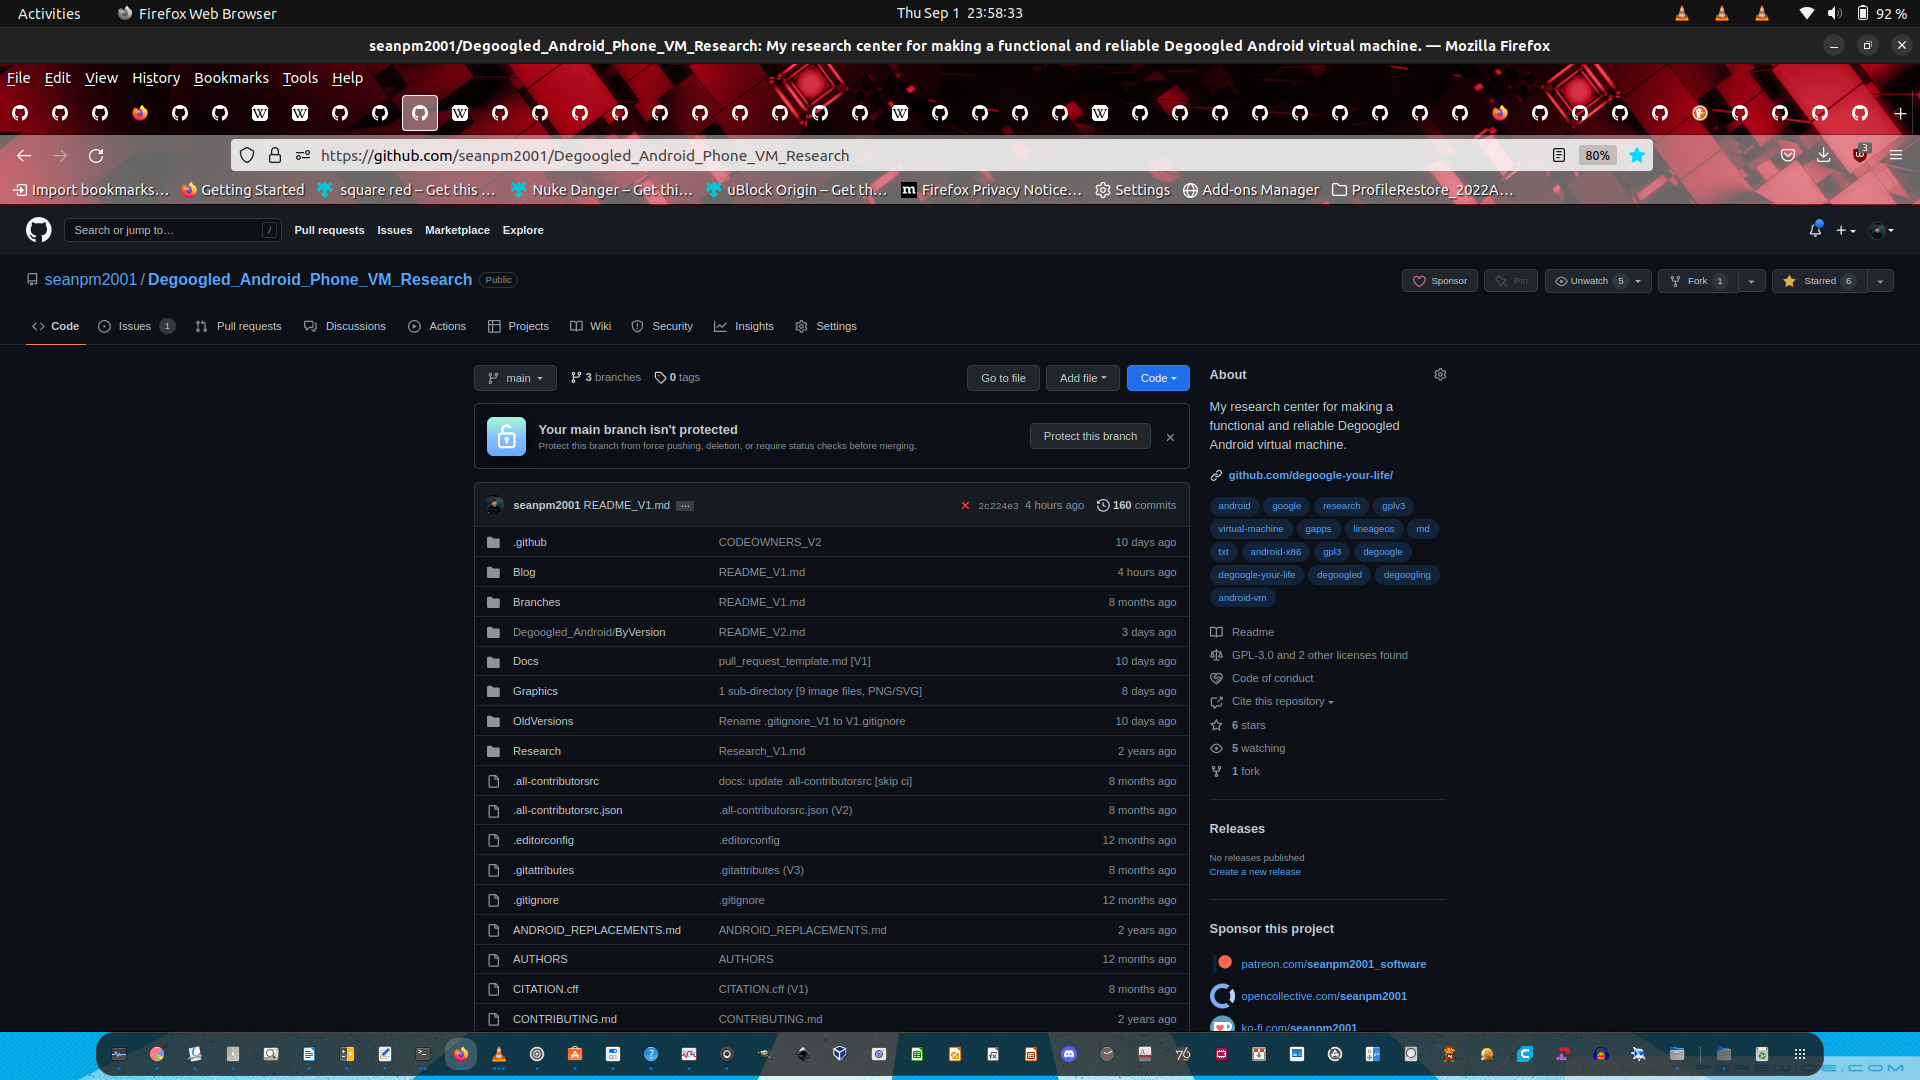 Activities Firefox Web Browser Thu Sep 1 23:58:33 92 %
seanpm2001/Degoogled_Android_Phone_VM_Research: My research center for making a functional and reliable Degoogled Android virtual machine. — Mozilla Firefox
File Edit View History Bookmarks Tools Help
https://github.com/seanpm2001/Degoogled_Android_Phone_VM_Research 80% 3
Import bookmarks… Getting Started square red – Get this … Nuke Danger – Get thi… uBlock Origin – Get th… Firefox Privacy Notice… Settings Add-ons Manager ProfileRestore_2022A…
Search or jump to… / Pull requests Issues Marketplace Explore
seanpm2001 / Degoogled_Android_Phone_VM_Research Public Sponsor Pin Unwatch 5 Fork 1 Starred 6
Code Issues 1 Pull requests Discussions Actions Projects Wiki Security Insights Settings
main 3 branches 0 tags Go to file Add file Code
Your main branch isn't protected
Protect this branch from force pushing, deletion, or require status checks before merging.
Protect this branch
seanpm2001 README_V1.md … 2c224e3 4 hours ago 160 commits
.github CODEOWNERS_V2 10 days ago
Blog README_V1.md 4 hours ago
Branches README_V1.md 8 months ago
Degoogled_Android/ByVersion README_V2.md 3 days ago
Docs pull_request_template.md [V1] 10 days ago
Graphics 1 sub-directory [9 image files, PNG/SVG] 8 days ago
OldVersions Rename .gitignore_V1 to V1.gitignore 10 days ago
Research Research_V1.md 2 years ago
.all-contributorsrc docs: update .all-contributorsrc [skip ci] 8 months ago
.all-contributorsrc.json .all-contributorsrc.json (V2) 8 months ago
.editorconfig .editorconfig 12 months ago
.gitattributes .gitattributes (V3) 8 months ago
.gitignore .gitignore 12 months ago
ANDROID_REPLACEMENTS.md ANDROID_REPLACEMENTS.md 2 years ago
AUTHORS AUTHORS 12 months ago
CITATION.cff CITATION.cff (V1) 8 months ago
CONTRIBUTING.md CONTRIBUTING.md 2 years ago
About
My research center for making a
functional and reliable Degoogled
Android virtual machine.
github.com/degoogle-your-life/
android google research gplv3
virtual-machine gapps lineageos md
txt android-x86 gpl3 degoogle
degoogle-your-life degoogled degoogling
android-vm
Readme
GPL-3.0 and 2 other licenses found
Code of conduct
Cite this repository
6 stars
5 watching
1 fork
Releases
No releases published
Create a new release
Sponsor this project
patreon.com/seanpm2001_software
opencollective.com/seanpm2001
ko-fi.com/seanpm2001